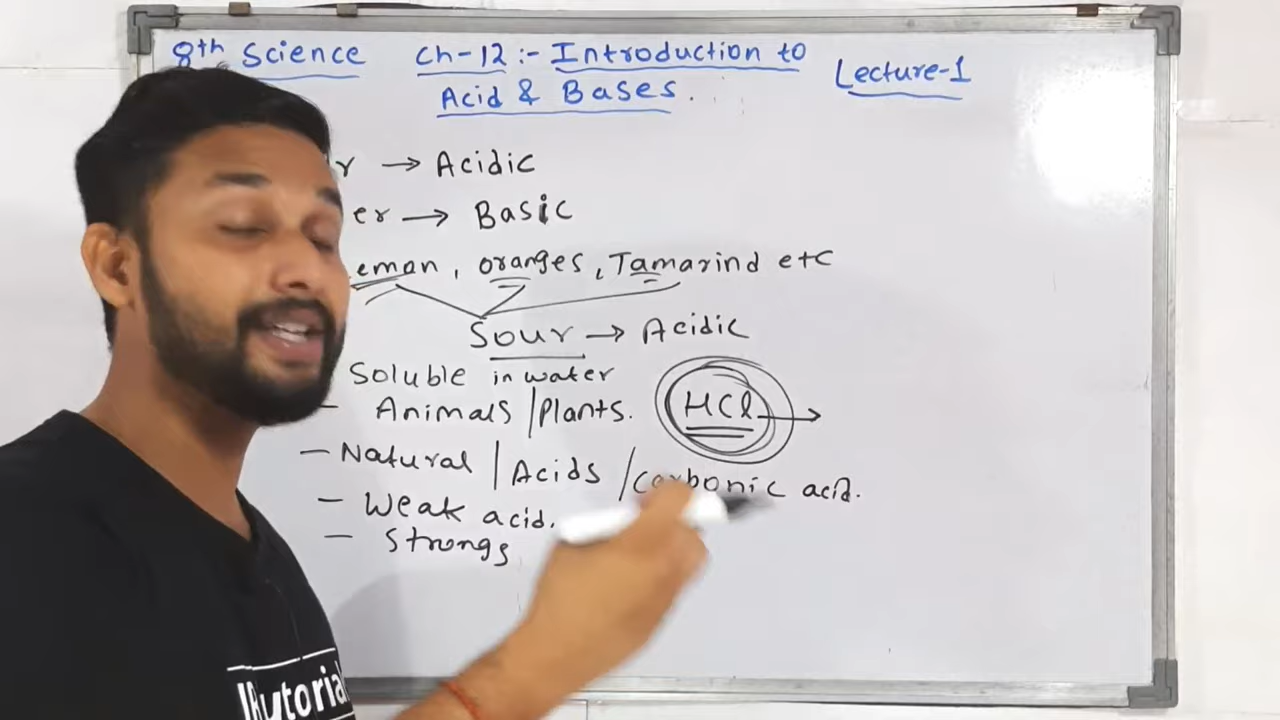 8th Science Ch-12:- Introduction to
Acid & Bases. Lecture-1
r → Acidic
er → Basic
emon, oranges, Tamarind etc
Sour → Acidic
Soluble in water
- Animals/Plants. HCl →
- Natural/Acids/carbonic acid.
- Weak acid.
- Strongs
utorial